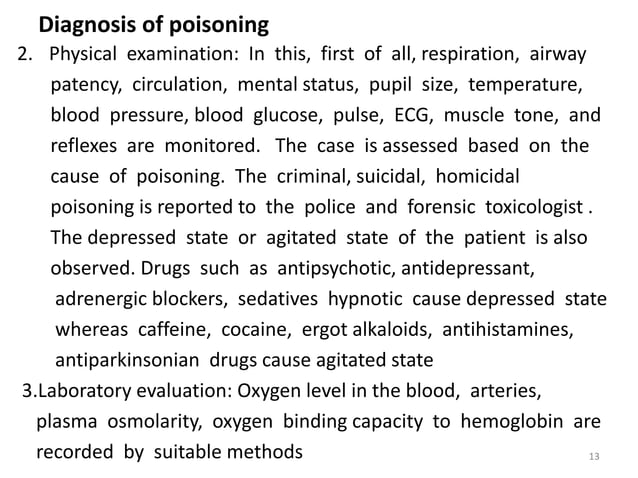 Diagnosis of poisoning
2. Physical examination: In this, first of all, respiration, airway
patency, circulation, mental status, pupil size, temperature,
blood pressure, blood glucose, pulse, ECG, muscle tone, and
reflexes are monitored. The case is assessed based on the
cause of poisoning. The criminal, suicidal, homicidal
poisoning is reported to the police and forensic toxicologist .
The depressed state or agitated state of the patient is also
observed. Drugs such as antipsychotic, antidepressant,
adrenergic blockers, sedatives hypnotic cause depressed state
whereas caffeine, cocaine, ergot alkaloids, antihistamines,
antiparkinsonian drugs cause agitated state
3.Laboratory evaluation: Oxygen level in the blood, arteries,
plasma osmolarity, oxygen binding capacity to hemoglobin are
recorded by suitable methods
13